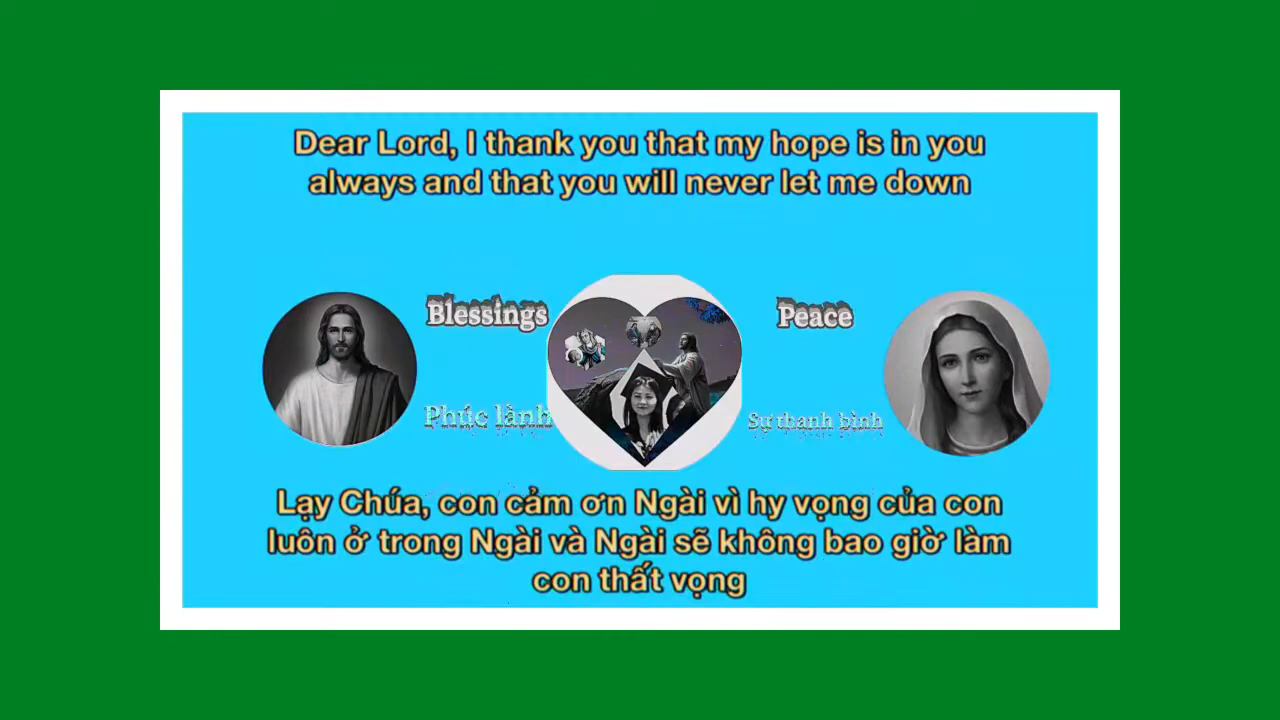 Dear Lord, I thank you that my hope is in you
always and that you will never let me down
Blessings
Peace
Phúc lành
Sự thanh bình
Lạy Chúa, con cảm ơn Ngài vì hy vọng của con
luôn ở trong Ngài và Ngài sẽ không bao giờ làm
con thất vọng